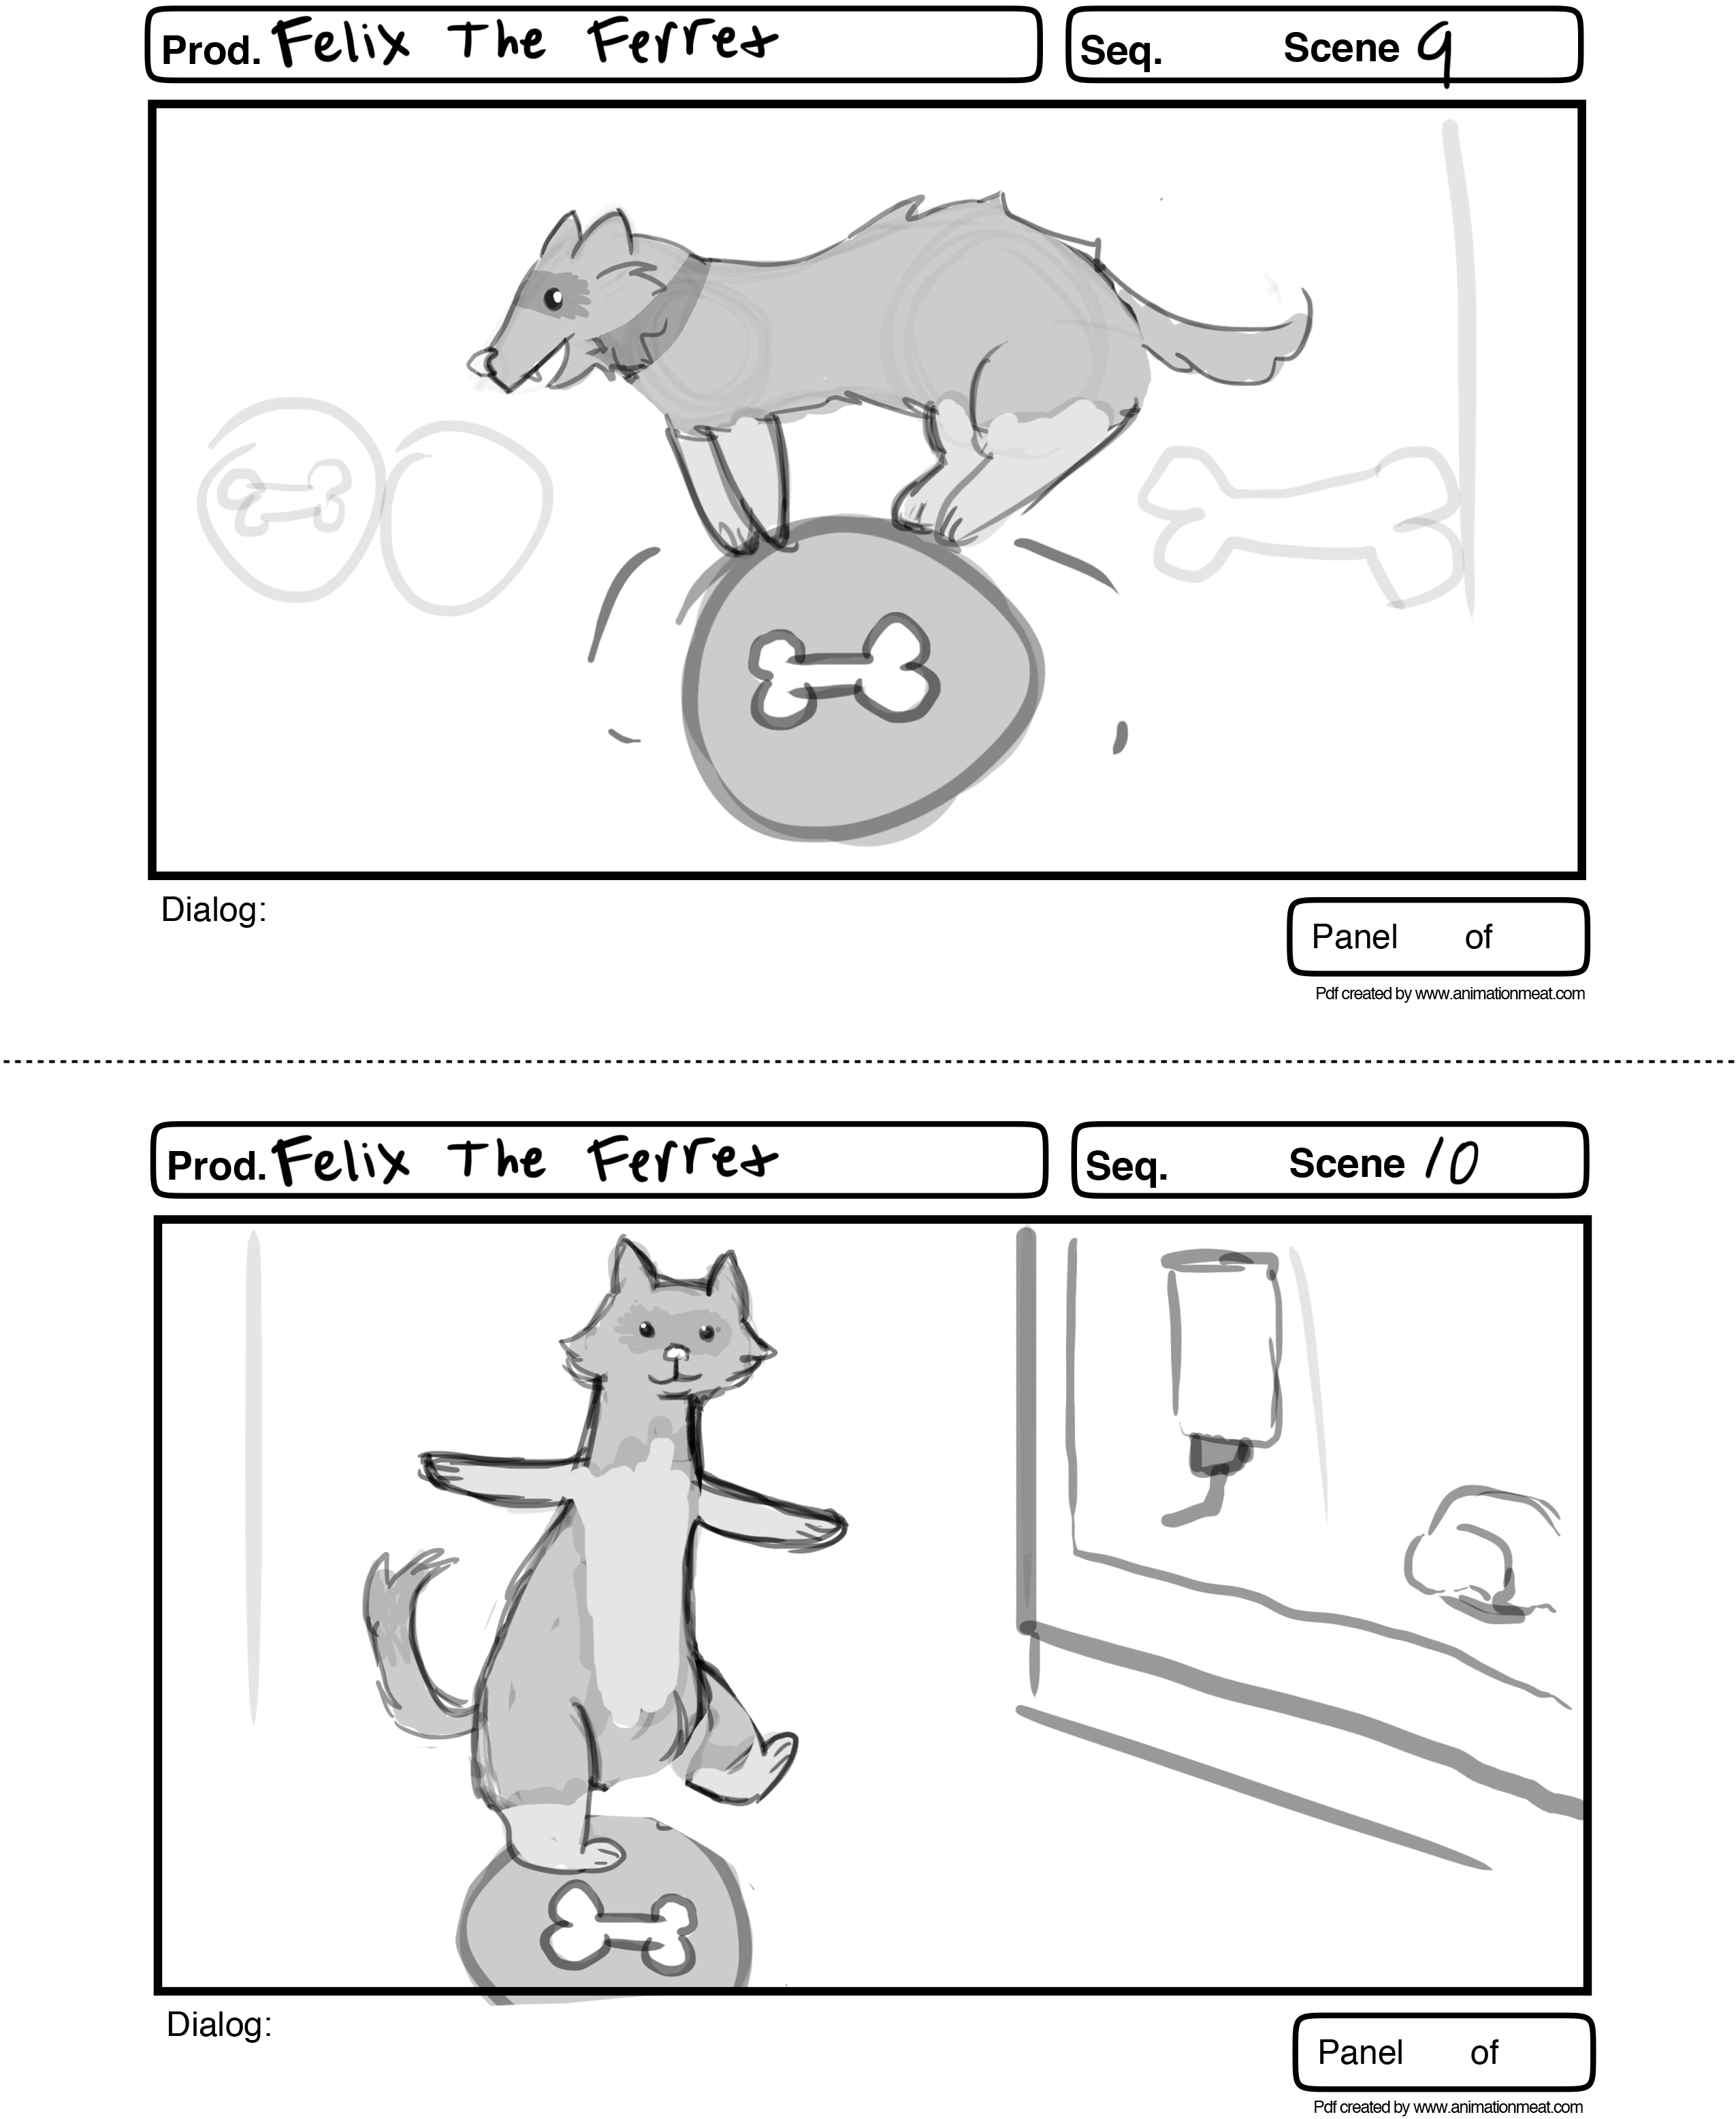 Prod. Felix The Ferret
Seq. Scene 9
Dialog:
Panel of
Pdf created by www.animationmeat.com
Prod. Felix The Ferret
Seq. Scene 10
Dialog:
Panel of
Pdf created by www.animationmeat.com